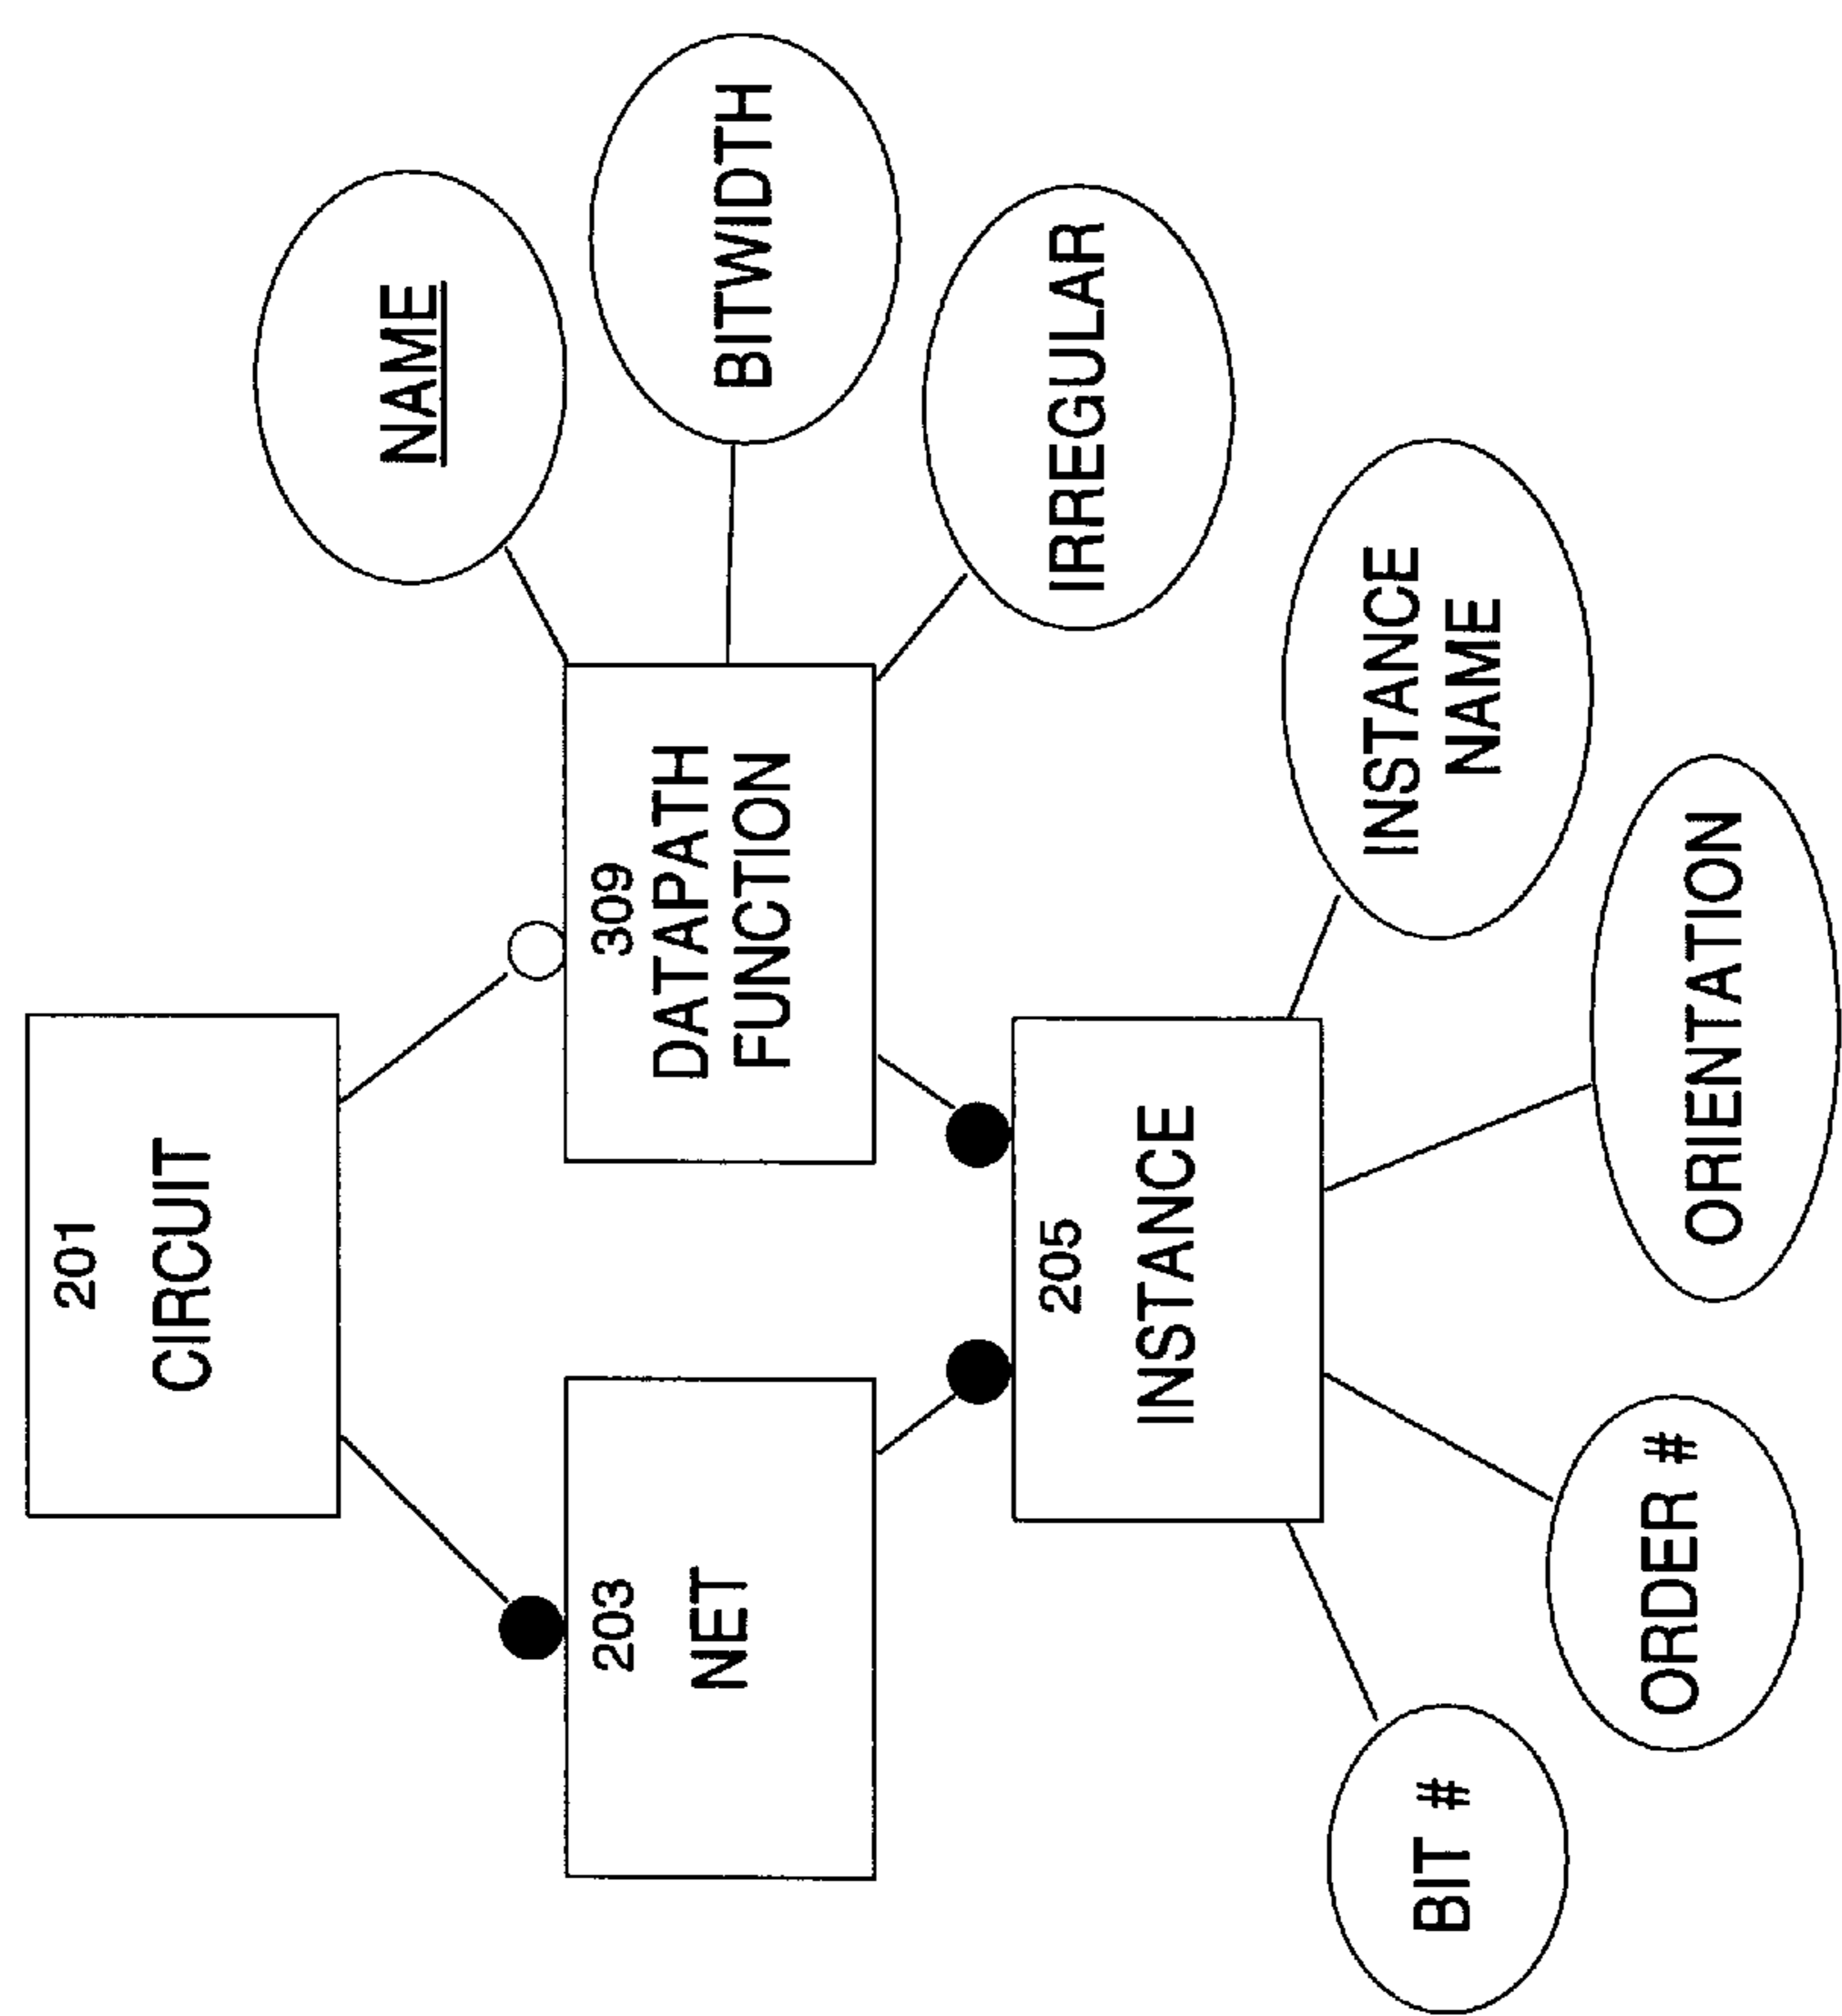 201
CIRCUIT
203
NET
309
DATAPATH
FUNCTION
NAME
BITWIDTH
IRREGULAR
205
INSTANCE
BIT #
ORDER #
ORIENTATION
INSTANCE
NAME